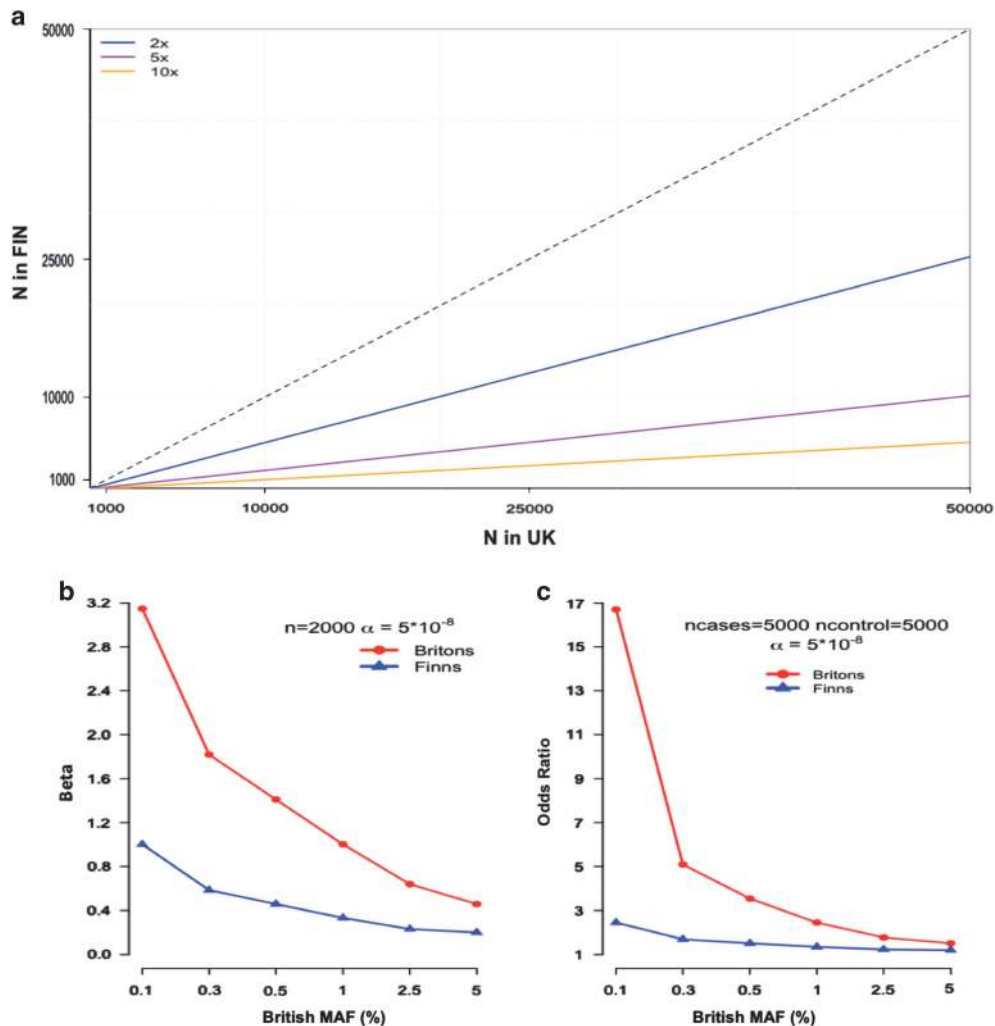 a
50000
25000
10000
1000
N in FIN
2x
5x
10x
1000
10000
25000
50000
N in UK
b
3.2
2.8
2.4
2.0
1.6
1.2
0.8
0.4
0.0
Beta
n=2000 α = 5*10⁻⁸
Britons
Finns
0.1
0.3
0.5
1
2.5
5
British MAF (%)
c
17
15
13
11
9
7
5
3
1
Odds Ratio
ncases=5000 ncontrol=5000
α = 5*10⁻⁸
Britons
Finns
0.1
0.3
0.5
1
2.5
5
British MAF (%)